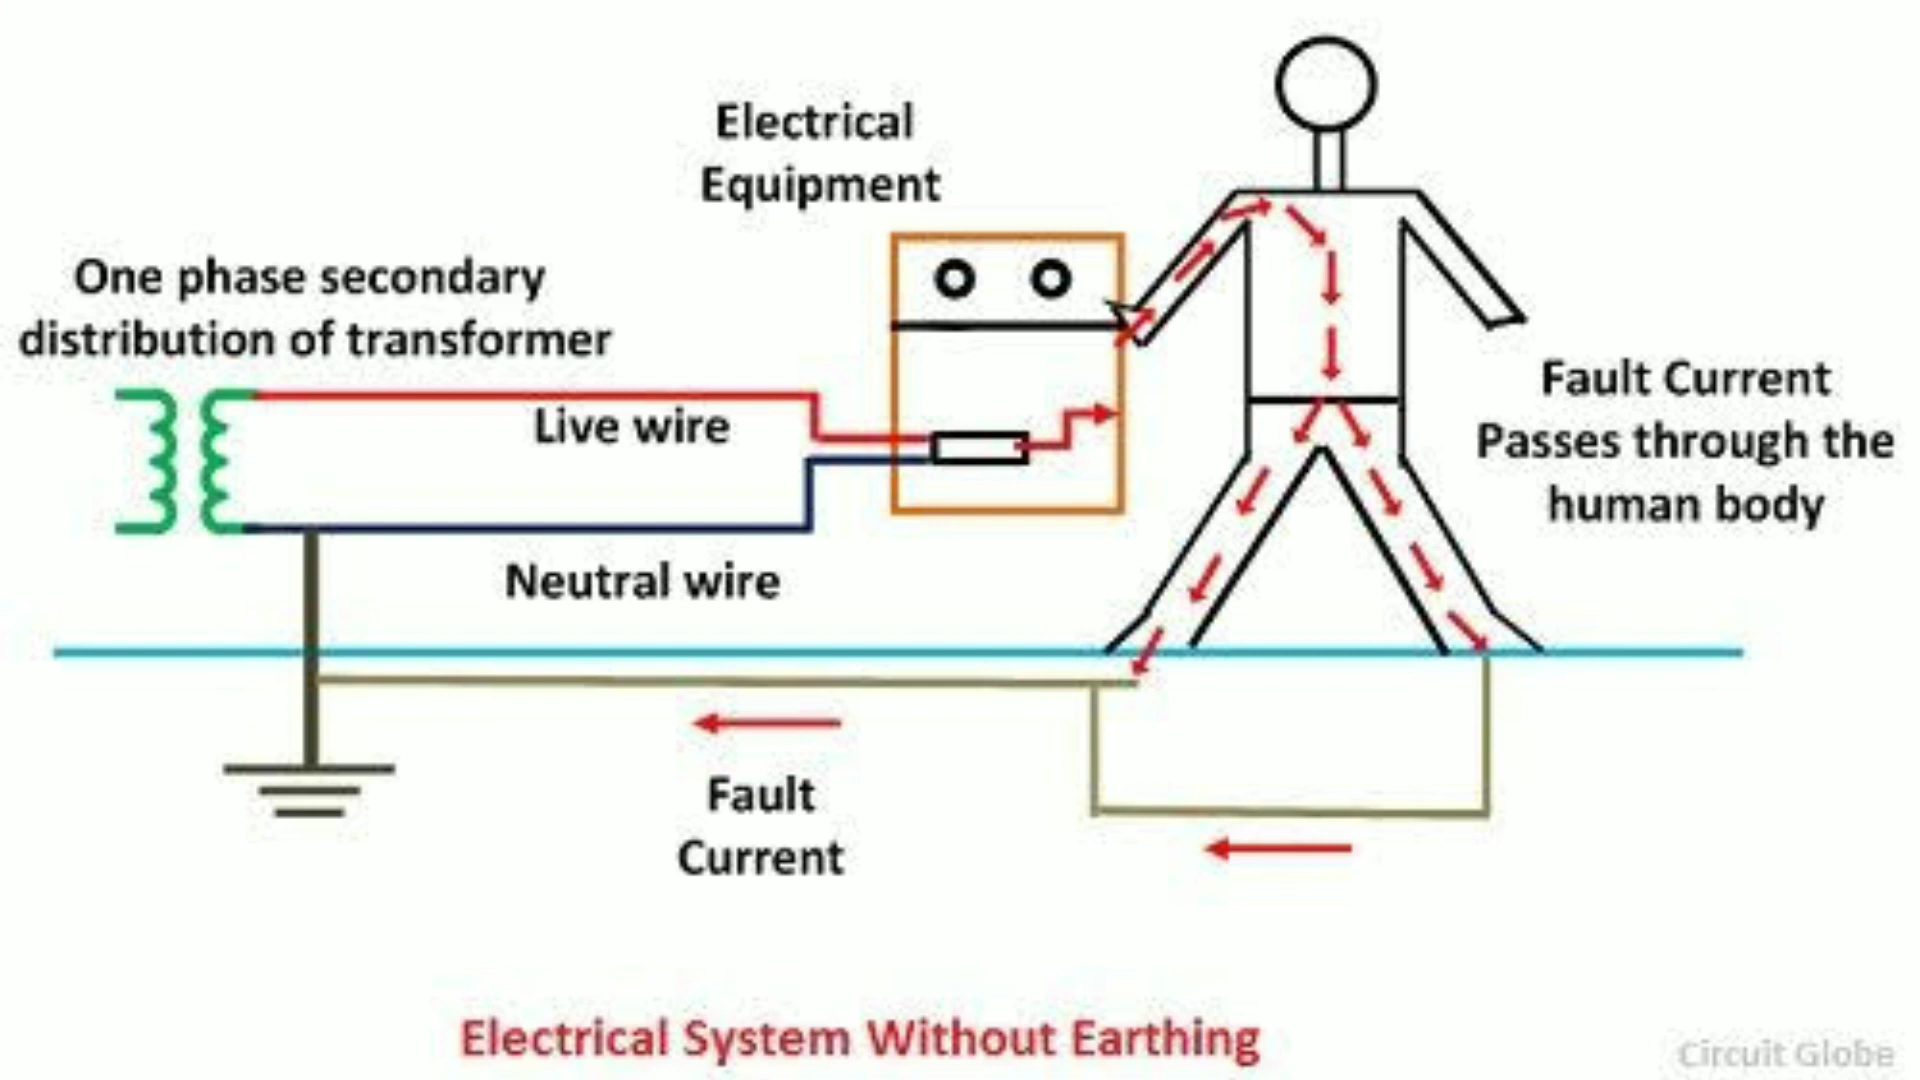 Electrical
Equipment
One phase secondary
distribution of transformer
Live wire
Neutral wire
Fault Current
Passes through the
human body
Fault
Current
Electrical System Without Earthing
Circuit Globe